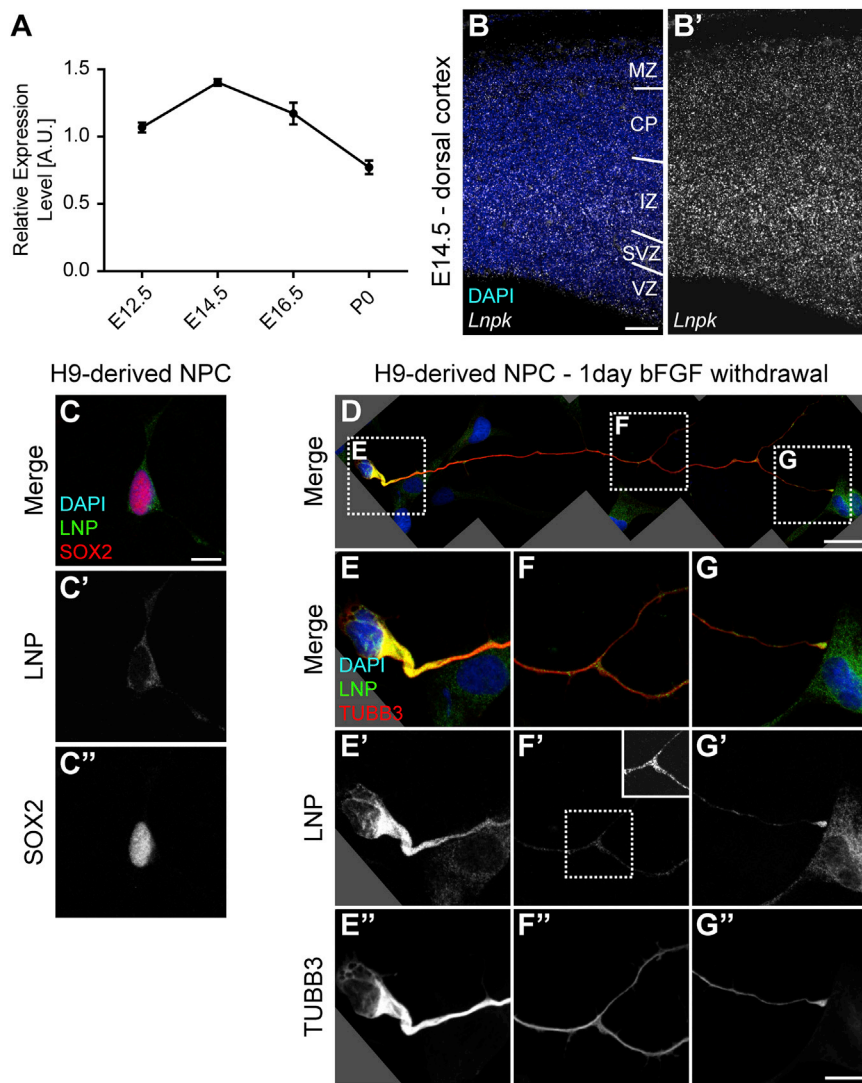 A
Relative Expression
Level [A.U.]
1.5
1.0
0.5
0.0
E12.5
E14.5
E16.5
P0
E14.5 - dorsal cortex
B
MZ
CP
IZ
SVZ
VZ
DAPI
Lnpk
B'
Lnpk
H9-derived NPC
Merge
C
DAPI
LNP
SOX2
LNP
C'
SOX2
C''
H9-derived NPC - 1day bFGF withdrawal
Merge
D
E
F
G
Merge
E
DAPI
LNP
TUBB3
F
G
LNP
E'
F'
G'
TUBB3
E''
F''
G''